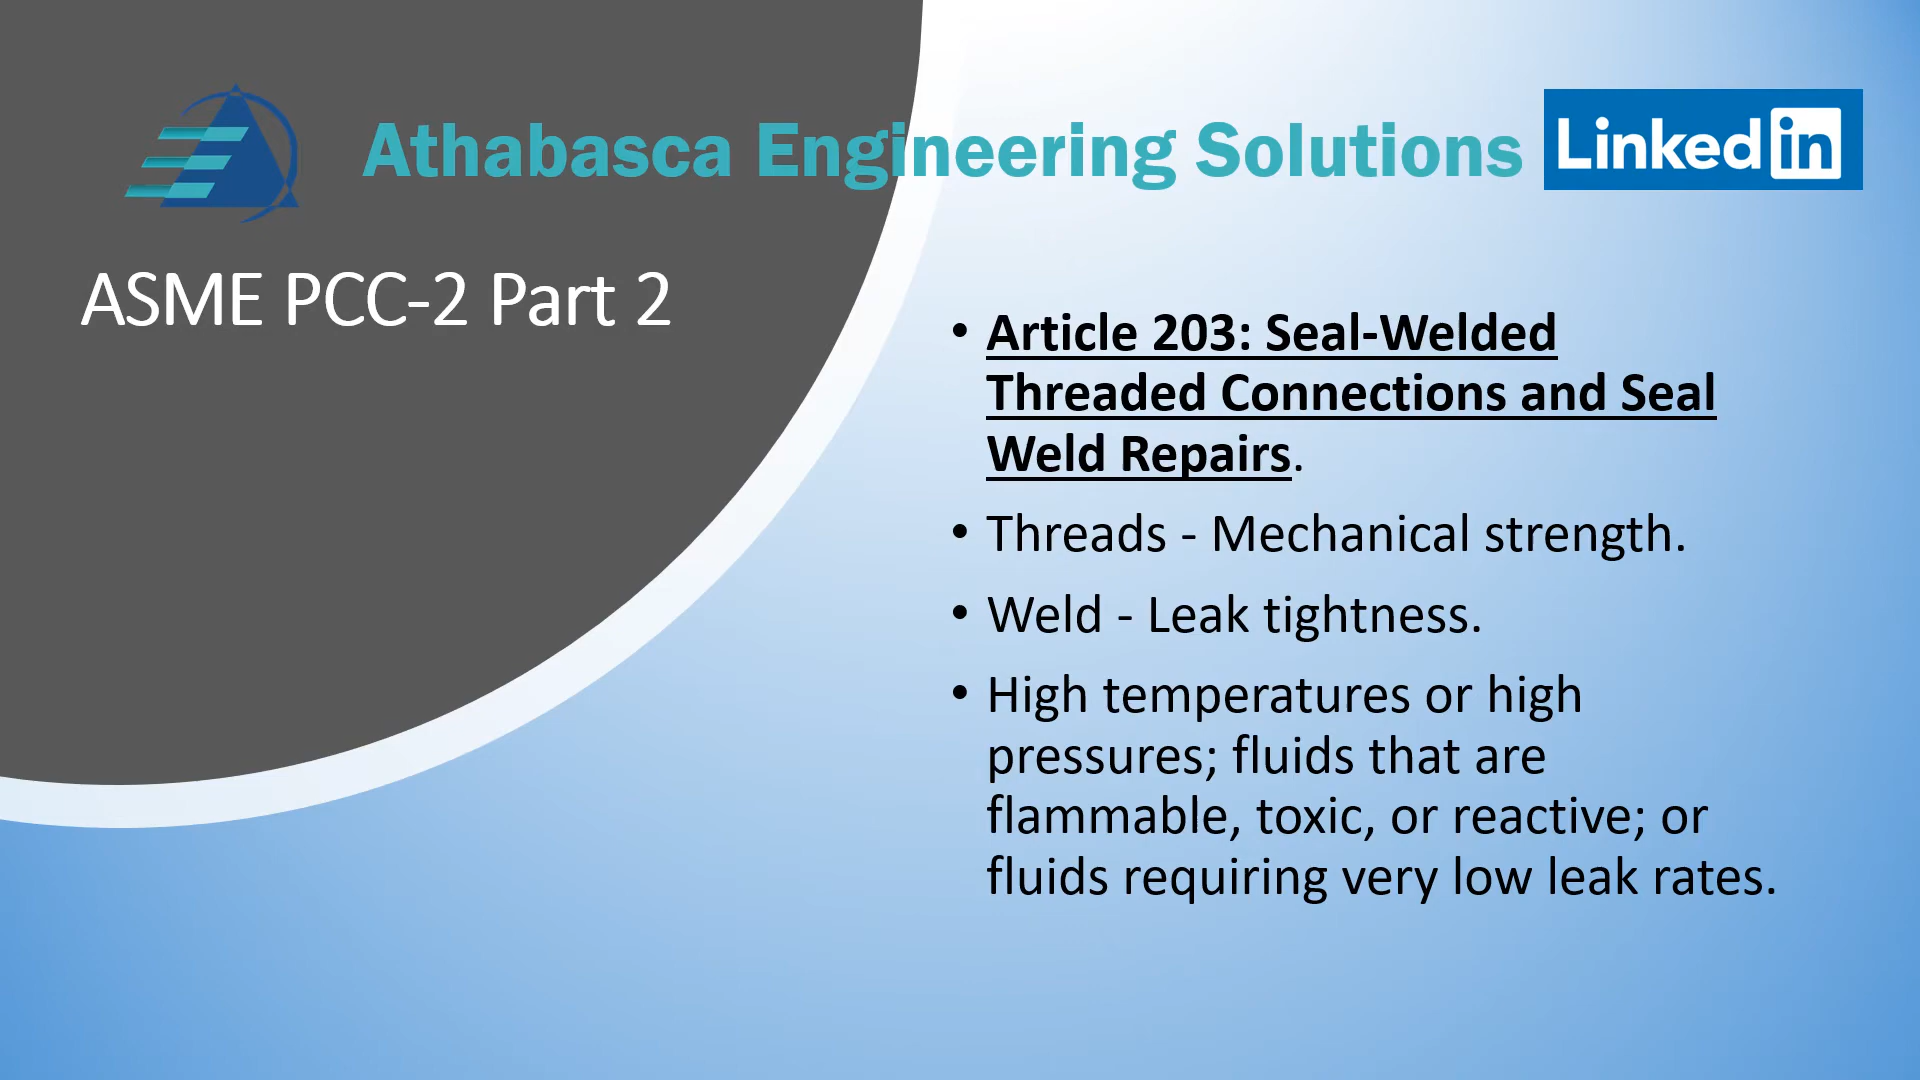 Athabasca Engineering Solutions
Linked in
ASME PCC-2 Part 2
• Article 203: Seal-Welded
Threaded Connections and Seal
Weld Repairs.
• Threads - Mechanical strength.
• Weld - Leak tightness.
• High temperatures or high
pressures; fluids that are
flammable, toxic, or reactive; or
fluids requiring very low leak rates.